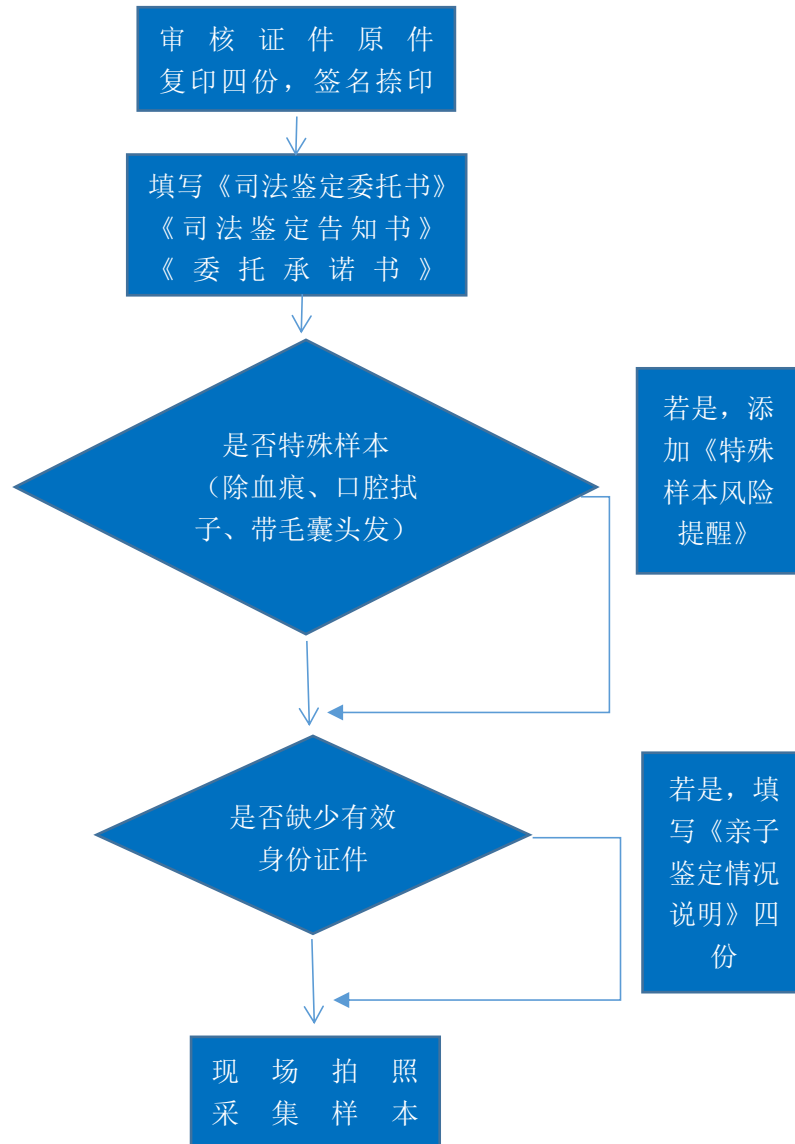 审核证件原件
复印四份，签名捺印
填写《司法鉴定委托书》
《司法鉴定告知书》
《委托承诺书》
是否特殊样本
（除血痕、口腔拭
子、带毛囊头发）
若是，添
加《特殊
样本风险
提醒》
是否缺少有效
身份证件
若是，填
写《亲子
鉴定情况
说明》四
份
现场拍照
采集样本